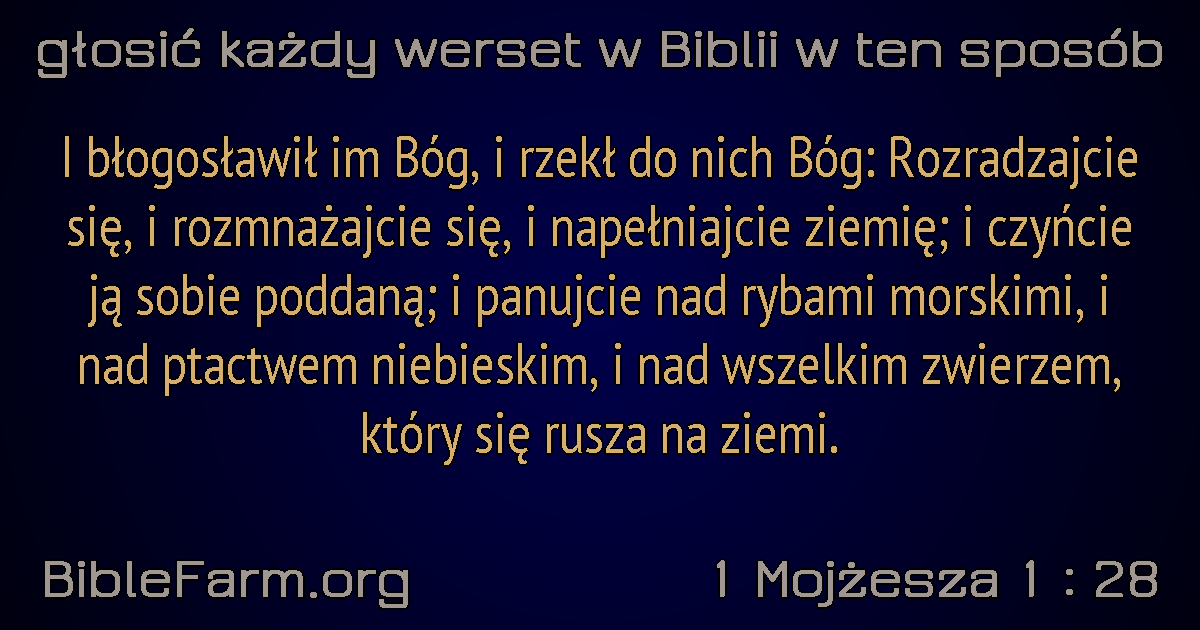 głosić każdy werset w Biblii w ten sposób
I błogosławił im Bóg, i rzekł do nich Bóg: Rozradzajcie
się, i rozmnażajcie się, i napełniajcie ziemię; i czyńcie
ją sobie poddaną; i panujcie nad rybami morskimi, i
nad ptactwem niebieskim, i nad wszelkim zwierzem,
który się rusza na ziemi.
BibleFarm.org
1 Mojżesza 1 : 28